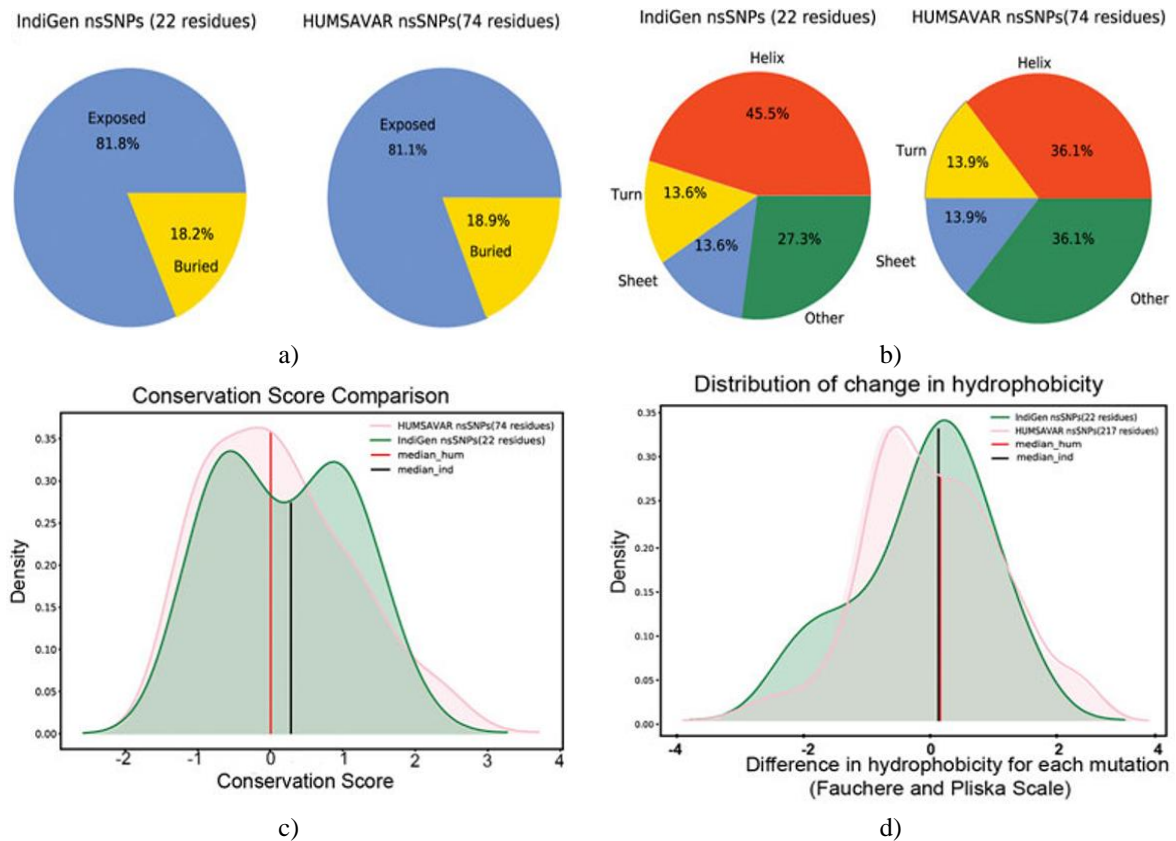 IndiGen nsSNPs (22 residues)
HUMSAVAR nsSNPs(74 residues)
Exposed
81.8%
18.2%
Buried
Exposed
81.1%
18.9%
Buried
a)
IndiGen nsSNPs (22 residues)
HUMSAVAR nsSNPs(74 residues)
Helix
45.5%
Turn
13.6%
13.6%
27.3%
Sheet
Other
Helix
Turn
13.9%
36.1%
13.9%
36.1%
Sheet
Other
b)
Conservation Score Comparison
HUMSAVAR nsSNPs(74 residues)
IndiGen nsSNPs(22 residues)
median_hum
median_ind
Density
0.35
0.30
0.25
0.20
0.15
0.10
0.05
0.00
-2 -1 0 1 2 3 4
Conservation Score
c)
Distribution of change in hydrophobicity
IndiGen nsSNPs(22 residues)
HUMSAVAR nsSNPs(217 residues)
median_hum
median_ind
Density
0.35
0.30
0.25
0.20
0.15
0.10
0.05
0.00
-4 -2 0 2 4
Difference in hydrophobicity for each mutation
(Fauchere and Pliska Scale)
d)